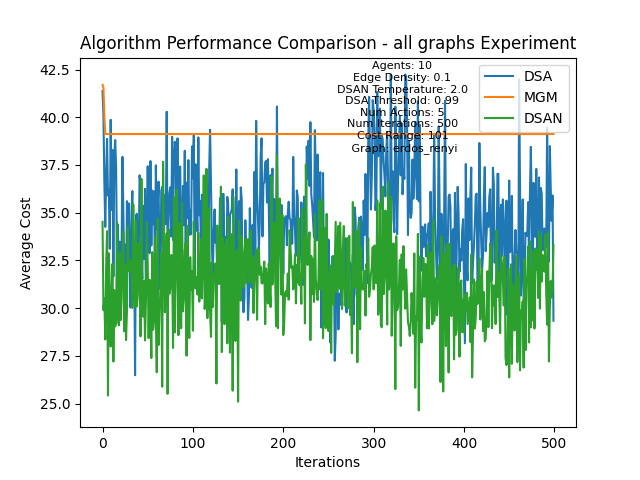 Algorithm Performance Comparison - all graphs Experiment
Agents: 10
Edge Density: 0.1
DSAN Temperature: 2.0
DSA Threshold: 0.99
Num Actions: 5
Num Iterations: 500
Cost Range: 101
Graph: erdos_renyi
DSA
MGM
DSAN
Average Cost
42.5
40.0
37.5
35.0
32.5
30.0
27.5
25.0
0 100 200 300 400 500
Iterations